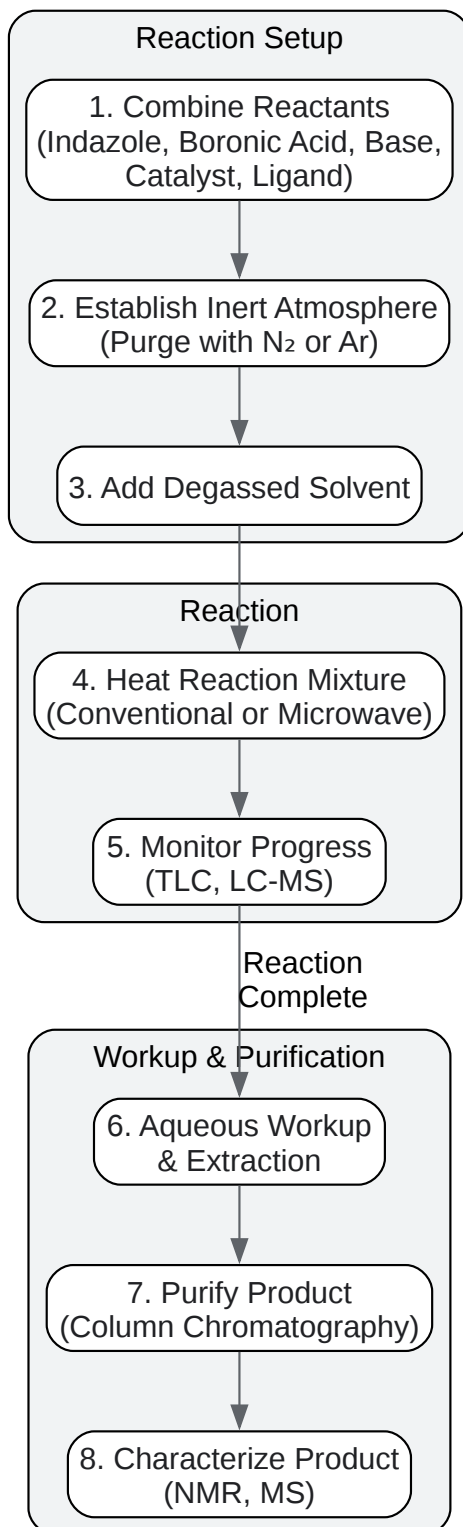 Reaction Setup
1. Combine Reactants
(Indazole, Boronic Acid, Base,
Catalyst, Ligand)
2. Establish Inert Atmosphere
(Purge with N₂ or Ar)
3. Add Degassed Solvent
Reaction
4. Heat Reaction Mixture
(Conventional or Microwave)
5. Monitor Progress
(TLC, LC-MS)
Reaction
Complete
Workup & Purification
6. Aqueous Workup
& Extraction
7. Purify Product
(Column Chromatography)
8. Characterize Product
(NMR, MS)